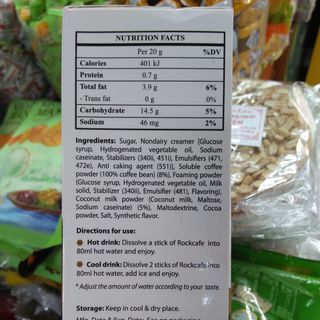 NUTRITION FACTS
Per 20 g %DV
Calories 401 kJ
Protein 0.7 g
Total fat 3.9 g 6%
- Trans fat 0 g 0%
Carbohydrate 14.5 g 5%
Sodium 46 mg 2%
Ingredients: Sugar, Nondairy creamer [Glucose
syrup, Hydrogenated vegetable oil, Sodium
caseinate, Stabilizers (340ii, 451i), Emulsifiers (471,
472e), Anti caking agent (551)], Soluble coffee
powder (100% coffee bean) (8%), Foaming powder
(Glucose syrup, Hydrogenated vegetable oil, Milk
solid, Stabilizer (340ii), Emulsifier (481), Flavoring),
Coconut milk powder (Coconut milk, Maltose,
Sodium caseinate) (5%), Maltodextrine, Cocoa
powder, Salt, Synthetic flavor.
Directions for use:
Hot drink: Dissolve a stick of Rockcafe into
80ml hot water and enjoy.
Cool drink: Dissolve 2 sticks of Rockcafe into
80ml hot water, add ice and enjoy.
* Adjust the amount of water according to your taste.
Storage: Keep in cool & dry place.